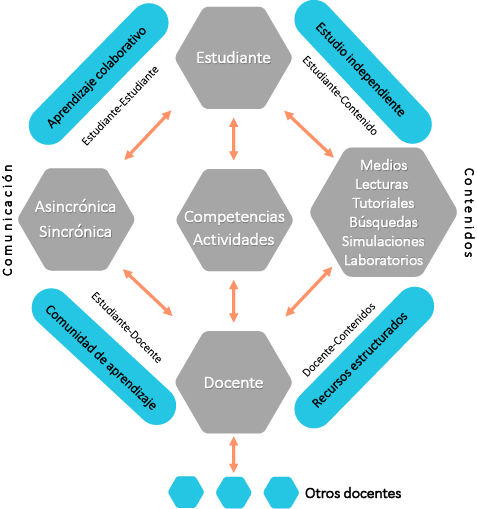 Aprendizaje colaborativo
Estudiante-Estudiante
Estudiante
Estudio independiente
Estudiante-Contenido
Comunicación
Asincrónica
Sincrónica
Competencias
Actividades
Medios
Lecturas
Tutoriales
Búsquedas
Simulaciones
Laboratorios
Contenidos
Estudiante-Docente
Comunidad de aprendizaje
Docente
Docente-Contenidos
Recursos estructurados
Otros docentes